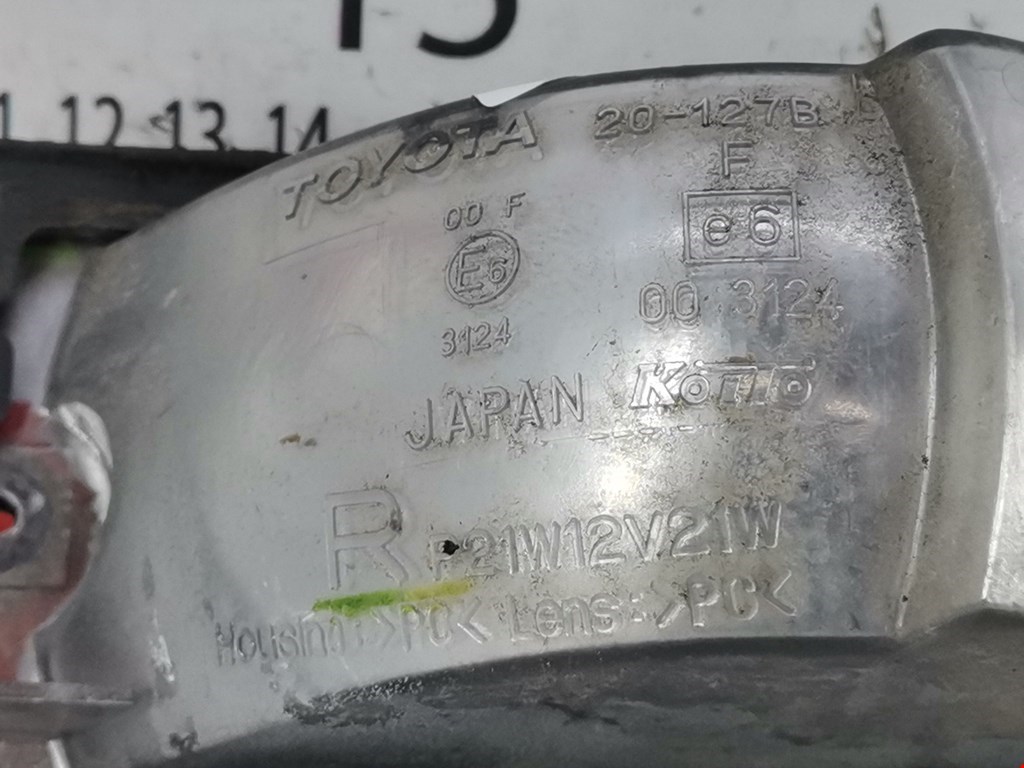 15
11 12 13 14
TOYOTA 20-127B
00 F
F
E6
e6
3124
00 3124
JAPAN Koito
R P21W12V21W
Housing:>PC< Lens:>PC<